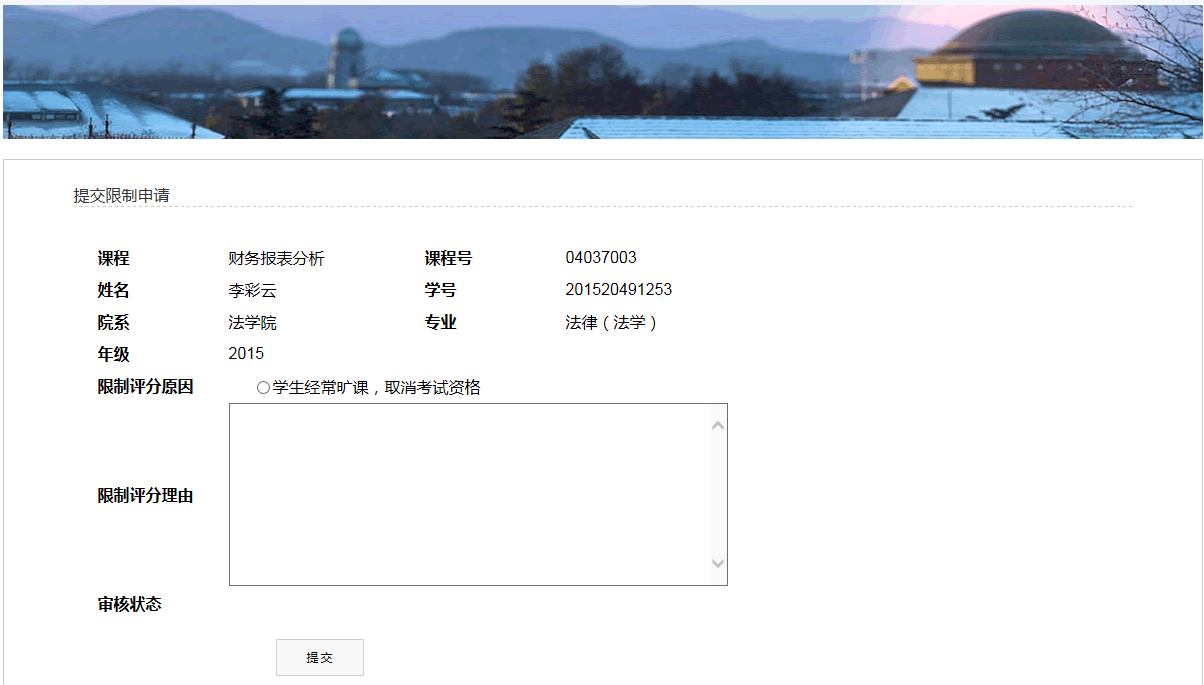 提交限制申请
课程 财务报表分析 课程号 04037003
姓名 李彩云 学号 201520491253
院系 法学院 专业 法律（法学）
年级 2015
限制评分原因 学生经常旷课，取消考试资格
限制评分理由
审核状态
提交